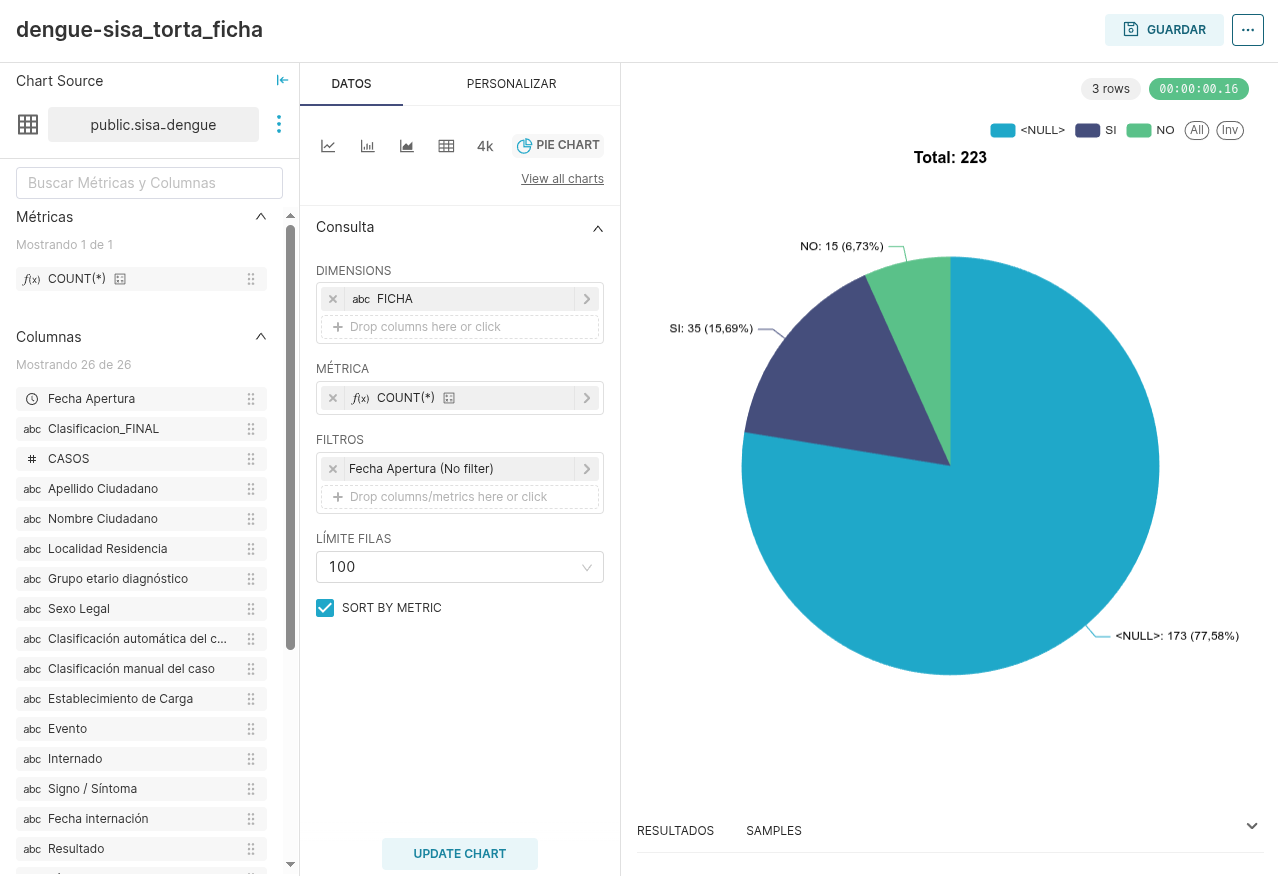 dengue-sisa_torta_ficha
GUARDAR
...
Chart Source
public.sisa_dengue
Buscar Métricas y Columnas
Métricas
Mostrando 1 de 1
f(x) COUNT(*)
Columnas
Mostrando 26 de 26
Fecha Apertura
abc Clasificacion_FINAL
# CASOS
abc Apellido Ciudadano
abc Nombre Ciudadano
abc Localidad Residencia
abc Grupo etario diagnóstico
abc Sexo Legal
abc Clasificación automática del c...
abc Clasificación manual del caso
abc Establecimiento de Carga
abc Evento
abc Internado
abc Signo / Síntoma
abc Fecha internación
abc Resultado
DATOS
PERSONALIZAR
4k
PIE CHART
View all charts
Consulta
DIMENSIONS
abc FICHA
Drop columns here or click
MÉTRICA
f(x) COUNT(*)
FILTROS
Fecha Apertura (No filter)
Drop columns/metrics here or click
LÍMITE FILAS
100
SORT BY METRIC
UPDATE CHART
3 rows
00:00:00.16
<NULL> SI NO All Inv
Total: 223
NO: 15 (6,73%)
SI: 35 (15,69%)
<NULL>: 173 (77,58%)
RESULTADOS
SAMPLES